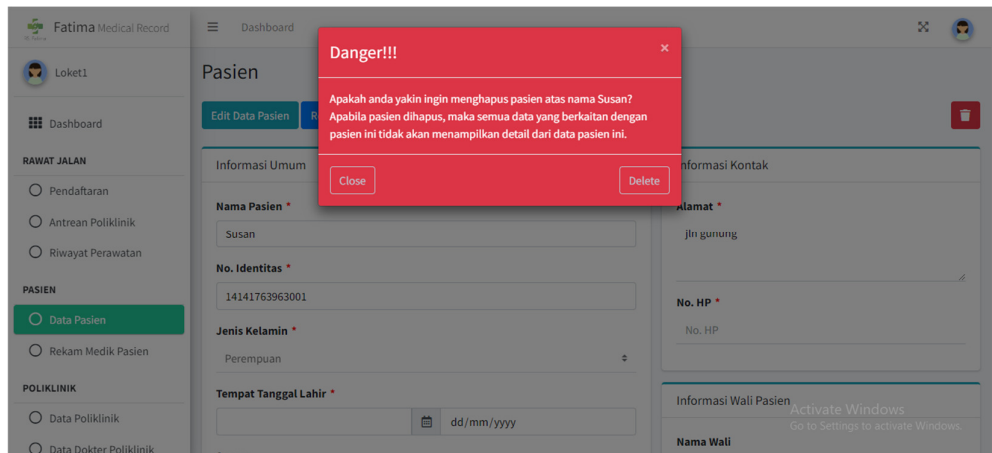 Fatima Medical Record
Dashboard
Loket1
Dashboard
RAWAT JALAN
Pendaftaran
Antrean Poliklinik
Riwayat Perawatan
PASIEN
Data Pasien
Rekam Medik Pasien
POLIKLINIK
Data Poliklinik
Data Dokter Poliklinik
Pasien
Edit Data Pasien
Danger!!!
×
Apakah anda yakin ingin menghapus pasien atas nama Susan?
Apabila pasien dihapus, maka semua data yang berkaitan dengan
pasien ini tidak akan menampilkan detail dari data pasien ini.
Close
Delete
Informasi Umum
Nama Pasien *
Susan
No. Identitas *
14141763963001
Jenis Kelamin *
Perempuan
Tempat Tanggal Lahir *
dd/mm/yyyy
Informasi Kontak
Alamat *
jln gunung
No. HP *
No. HP
Informasi Wali Pasien
Nama Wali
Activate Windows
Go to Settings to activate Windows.